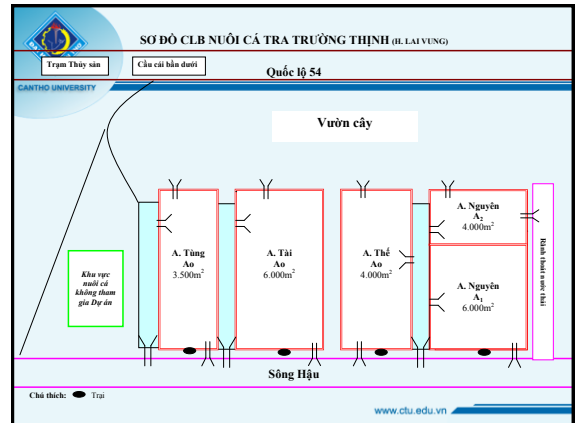 SƠ ĐỒ CLB NUÔI CÁ TRA TRƯỜNG THỊNH (H. LAI VUNG)
Trạm Thủy sản
Cầu cái bần dưới
Quốc lộ 54
CANTHO UNIVERSITY
Vườn cây
A. Tùng
Ao
3.500m²
A. Tài
Ao
6.000m²
A. Thế
Ao
4.000m²
A. Nguyên
A₂
4.000m²
A. Nguyên
A₁
6.000m²
Rãnh thoát nước thải
Khu vực
nuôi cá
không tham
gia Dự án
Sông Hậu
Chú thích: Trại
www.ctu.edu.vn